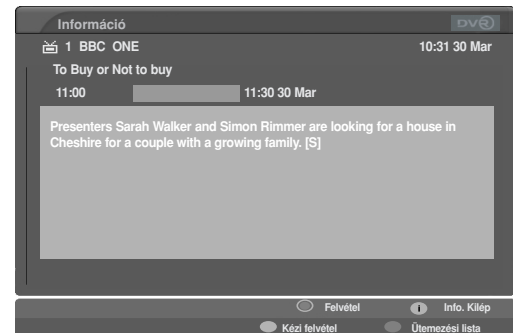 Információ DVR
1 BBC ONE 10:31 30 Mar
To Buy or Not to buy
11:00 11:30 30 Mar
Presenters Sarah Walker and Simon Rimmer are looking for a house in
Cheshire for a couple with a growing family. [S]
Felvétel i Info. Kilép
Kézi felvétel Ütemezési lista